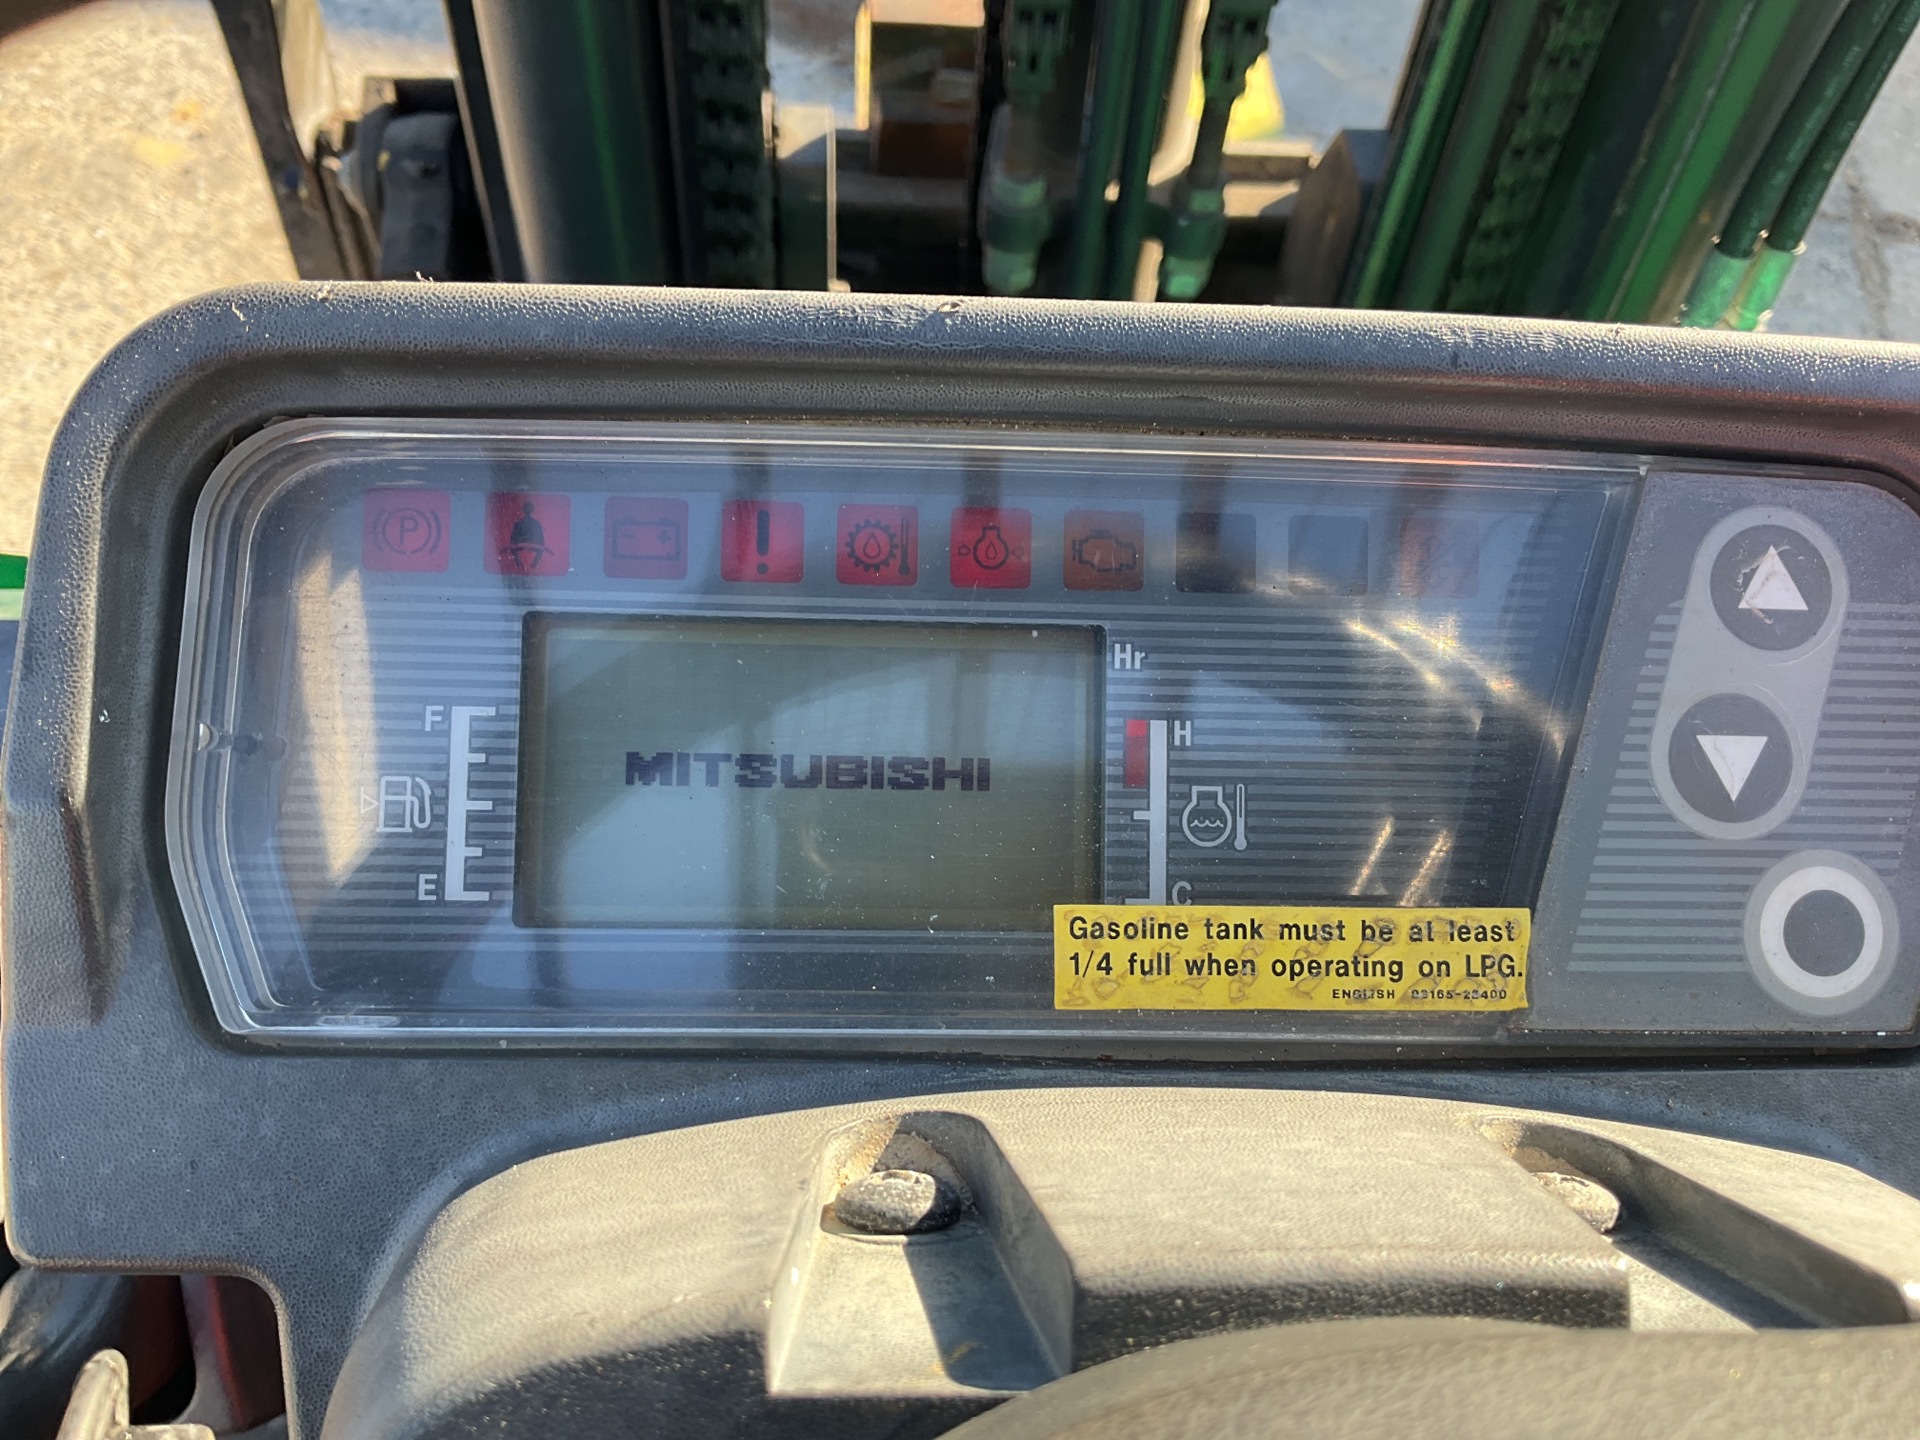 P
!
Hr
F
H
MITSUBISHI
E
C
Gasoline tank must be at least
1/4 full when operating on LPG.
ENGLISH